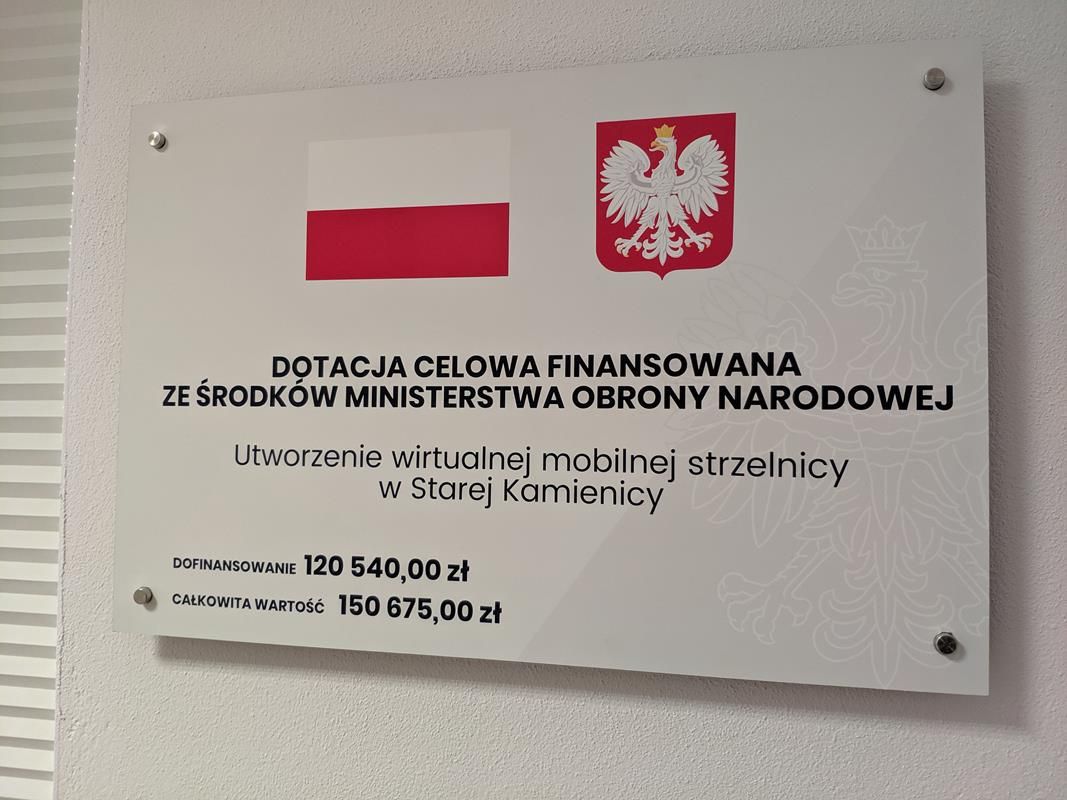 DOTACJA CELOWA FINANSOWANA
ZE ŚRODKÓW MINISTERSTWA OBRONY NARODOWEJ
Utworzenie wirtualnej mobilnej strzelnicy
w Starej Kamienicy
DOFINANSOWANIE 120 540,00 zł
CAŁKOWITA WARTOŚĆ 150 675,00 zł